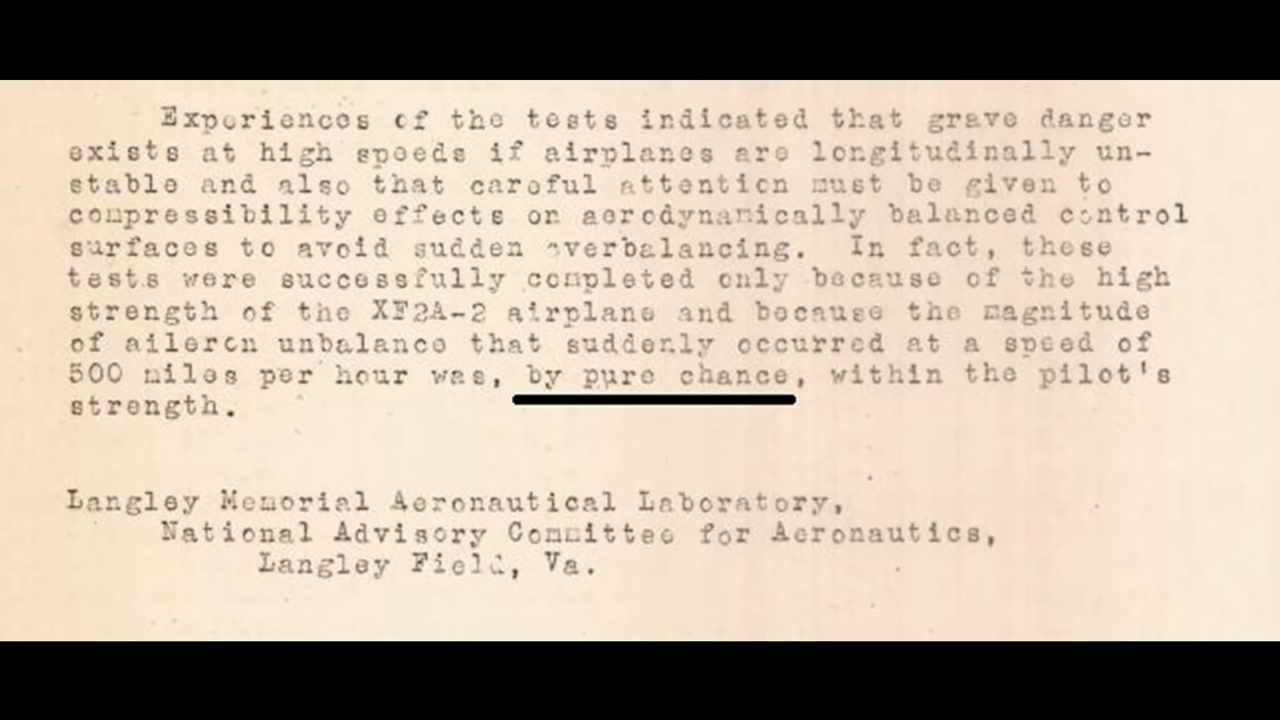 Experiences of the tests indicated that grave danger
exists at high speeds if airplanes are longitudinally un-
stable and also that careful attention must be given to
compressibility effects on aerodynamically balanced control
surfaces to avoid sudden overbalancing. In fact, these
tests were successfully completed only because of the high
strength of the XF2A-2 airplane and because the magnitude
of aileron unbalance that suddenly occurred at a speed of
500 miles per hour was, by pure chance, within the pilot's
strength.
Langley Memorial Aeronautical Laboratory,
National Advisory Committee for Aeronautics,
Langley Field, Va.